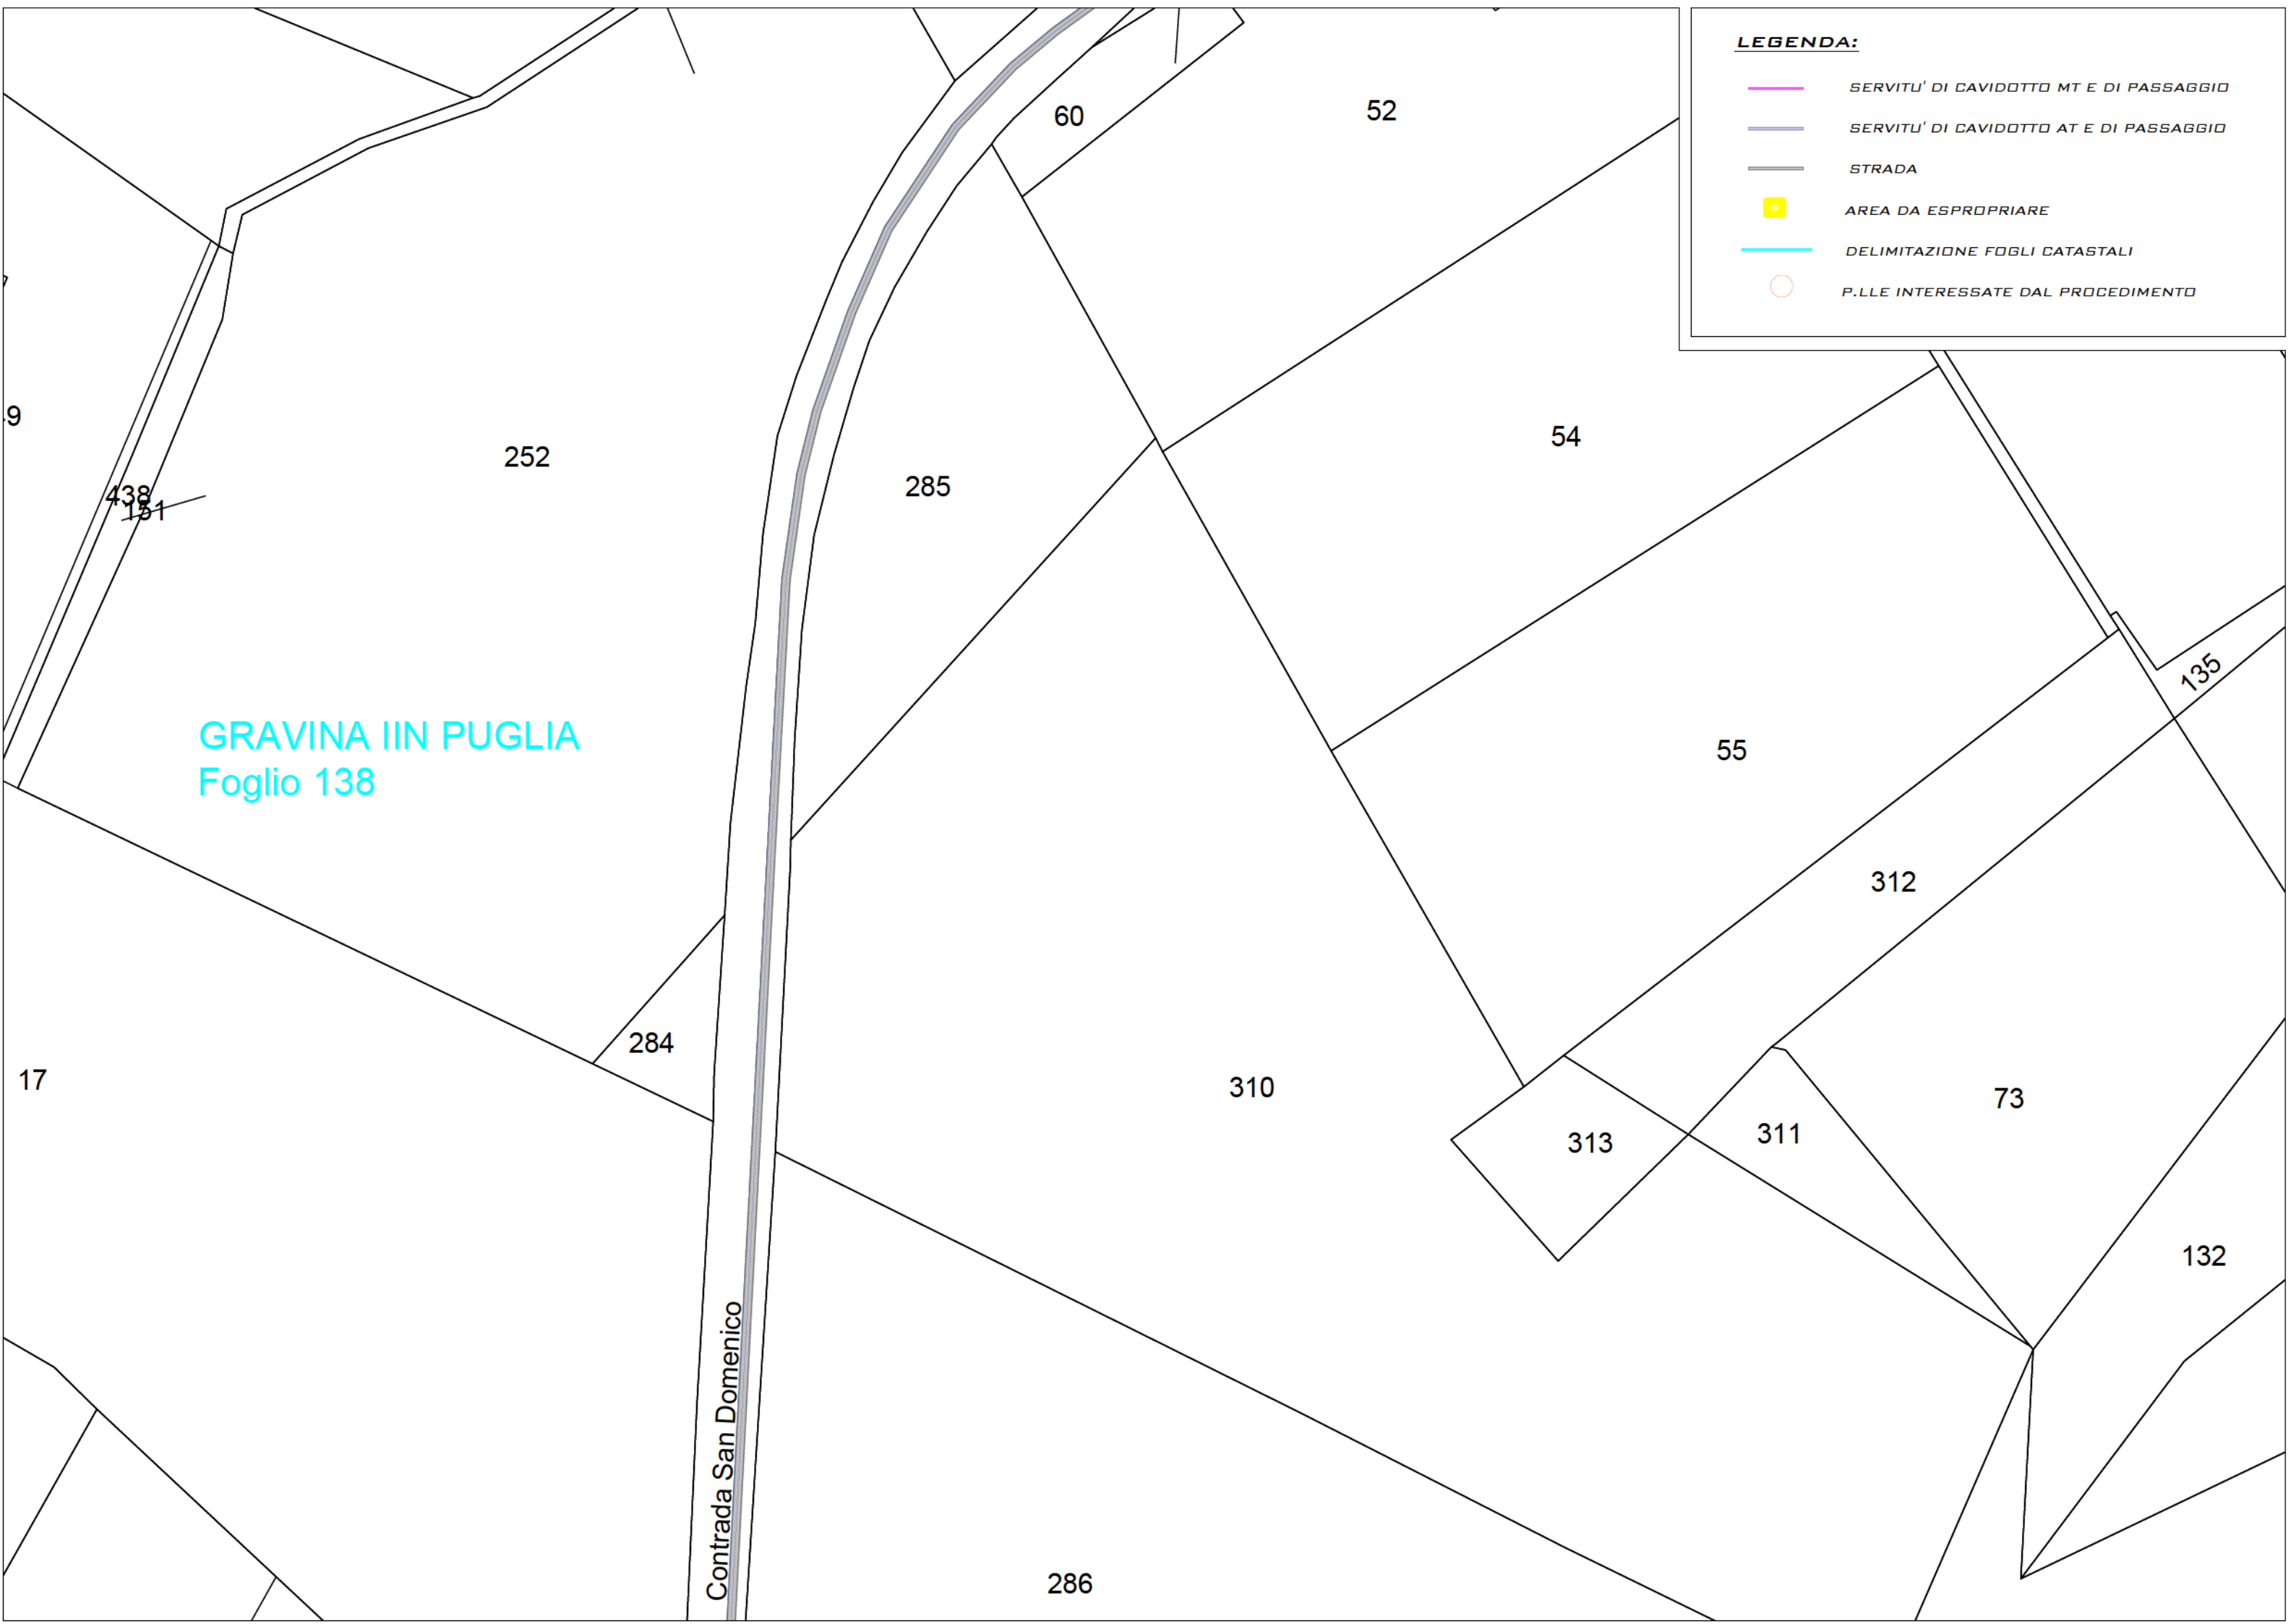 LEGENDA:
SERVITU' DI CAVIDOTTO MT E DI PASSAGGIO
SERVITU' DI CAVIDOTTO AT E DI PASSAGGIO
STRADA
AREA DA ESPROPRIARE
DELIMITAZIONE FOGLI CATASTALI
P.LLE INTERESSATE DAL PROCEDIMENTO
60
52
9
252
54
285
438
151
135
GRAVINA IIN PUGLIA
Foglio 138
55
312
284
17
310
73
313
311
132
Contrada San Domenico
286